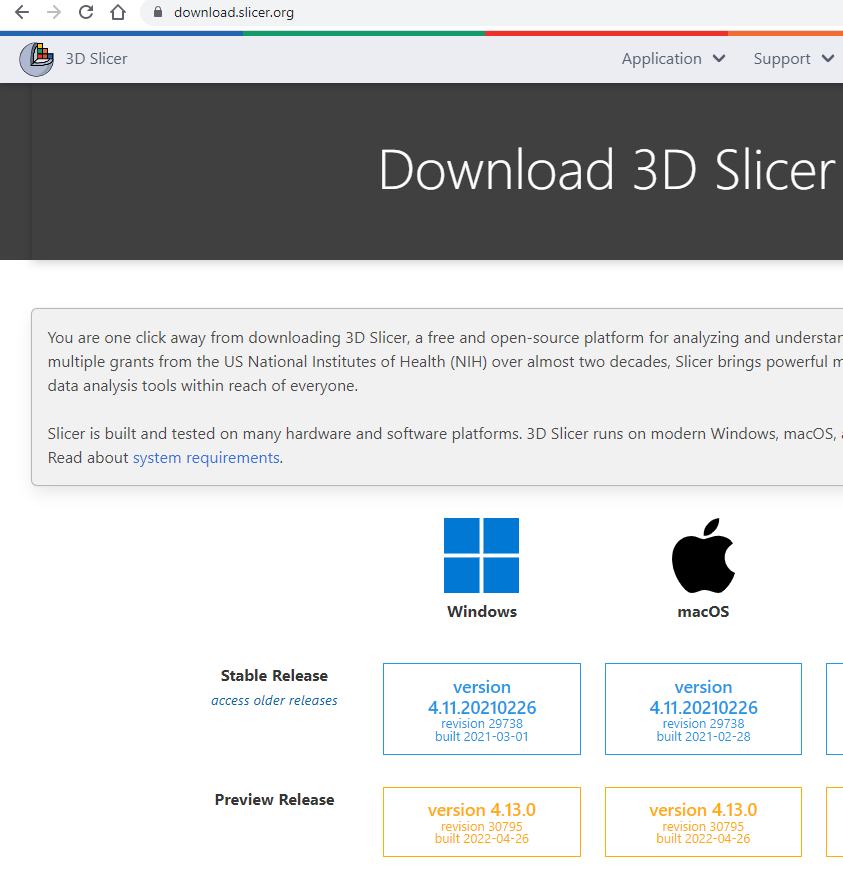 download.slicer.org
3D Slicer
Application
Support
Download 3D Slicer
You are one click away from downloading 3D Slicer, a free and open-source platform for analyzing and
multiple grants from the US National Institutes of Health (NIH) over almost two decades, Slicer brings powerful
data analysis tools within reach of everyone.
Slicer is built and tested on many hardware and software platforms. 3D Slicer runs on modern Windows, macOS,
Read about system requirements.
Windows
macOS
Stable Release
access older releases
version
4.11.20210226
revision 29738
built 2021-03-01
version
4.11.20210226
revision 29738
built 2021-02-28
Preview Release
version 4.13.0
revision 30795
built 2022-04-26
version 4.13.0
revision 30795
built 2022-04-26